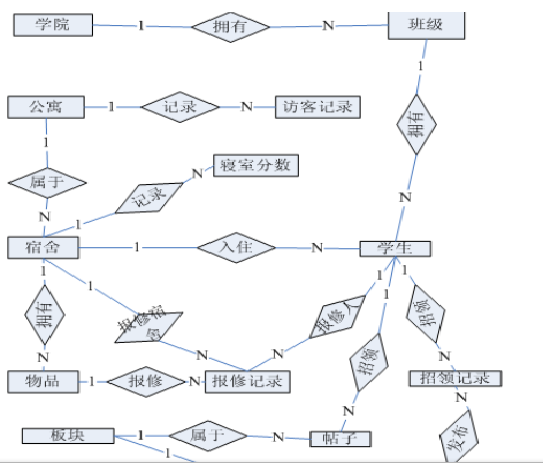 学院 1 拥有 N 班级
1
公寓 1 记录 N 访客记录
拥有
1
属于
N 寝室分数
记录
N
1
N
宿舍 1 入住 N 学生
1
1
1
1
1
拥有
报修宿舍
报修人
招领
招领
N
N
N
N
物品 1 报修 N 报修记录
招领记录
N
N
板块 1 属于 N 帖子
发布
1